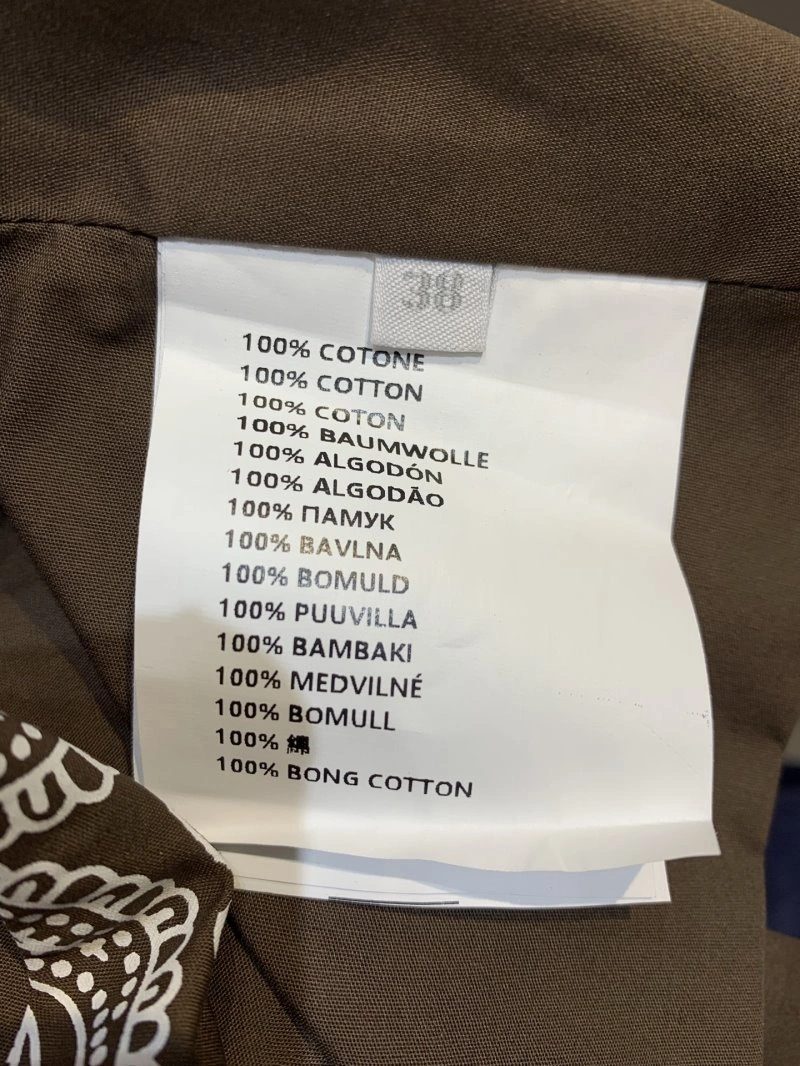 100% COTONE
100% COTTON
100% COTON
100% BAUMWOLLE
100% ALGODÓN
100% ALGODÃO
100% ПАМУК
100% BAVLNA
100% BOMULD
100% PUUVILLA
100% BAMBAKI
100% MEDVILNÉ
100% BOMULL
100% 綿
100% BONG COTTON